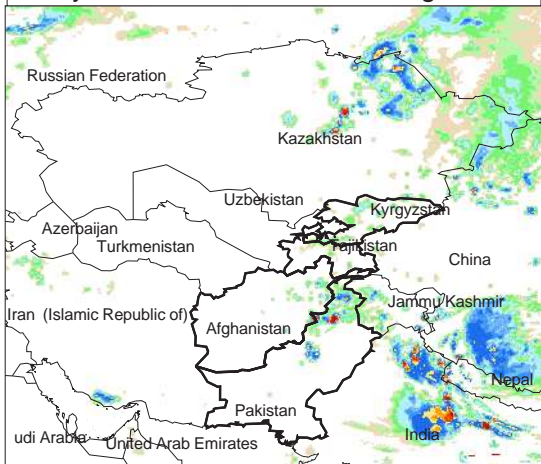 Russian Federation
Kazakhstan
Uzbekistan
Kyrgyzstan
Azerbaijan
Turkmenistan
Tajikistan
China
Jammu Kashmir
Iran (Islamic Republic of)
Afghanistan
Nepal
Pakistan
udi Arabia
United Arab Emirates
India